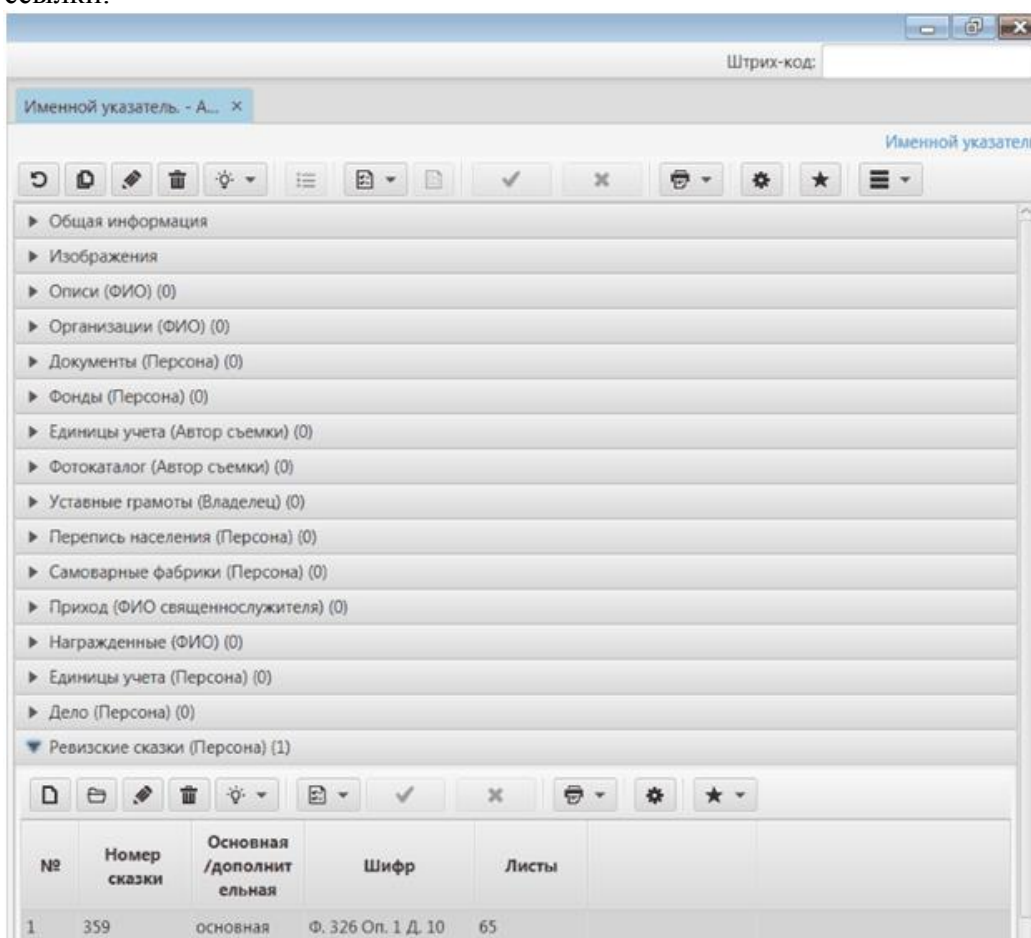 ссылки.
Штрих-код:
Именной указатель. - А... ×
Именной указатель
Общая информация
Изображения
Описи (ФИО) (0)
Организации (ФИО) (0)
Документы (Персона) (0)
Фонды (Персона) (0)
Единицы учета (Автор съемки) (0)
Фотокаталог (Автор съемки) (0)
Уставные грамоты (Владелец) (0)
Перепись населения (Персона) (0)
Самоварные фабрики (Персона) (0)
Приход (ФИО священнослужителя) (0)
Награжденные (ФИО) (0)
Единицы учета (Персона) (0)
Дело (Персона) (0)
Ревизские сказки (Персона) (1)
№ Номер сказки Основная /дополнит ельная Шифр Листы
1 359 основная Ф. 326 Оп. 1 Д. 10 65